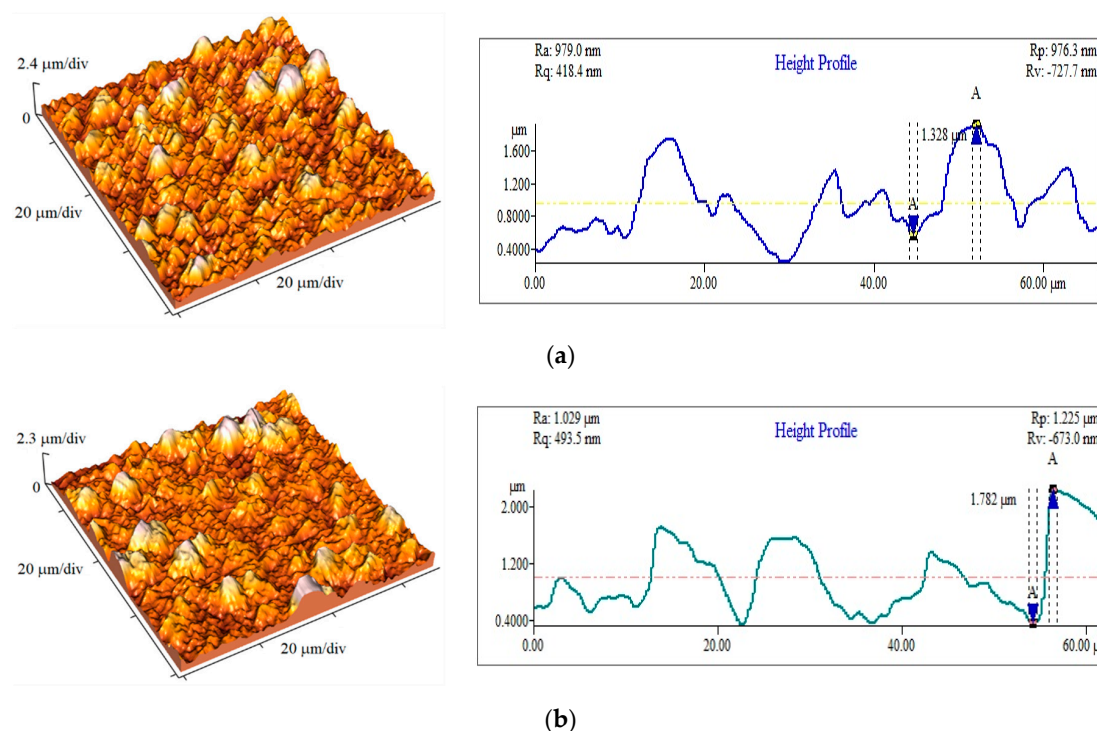 2.4 μm/div
0
20 μm/div
20 μm/div
Ra: 979.0 nm
Rq: 418.4 nm
Height Profile
Rp: 976.3 nm
Rv: -727.7 nm
A
1.328 μm
A
μm
1.600
1.200
0.8000
0.4000
0.00
20.00
40.00
60.00 μm
(a)
2.3 μm/div
0
20 μm/div
20 μm/div
Ra: 1.029 μm
Rq: 493.5 nm
Height Profile
Rp: 1.225 μm
Rv: -673.0 nm
A
1.782 μm
A
μm
2.000
1.200
0.4000
0.00
20.00
40.00
60.00 μ
(b)